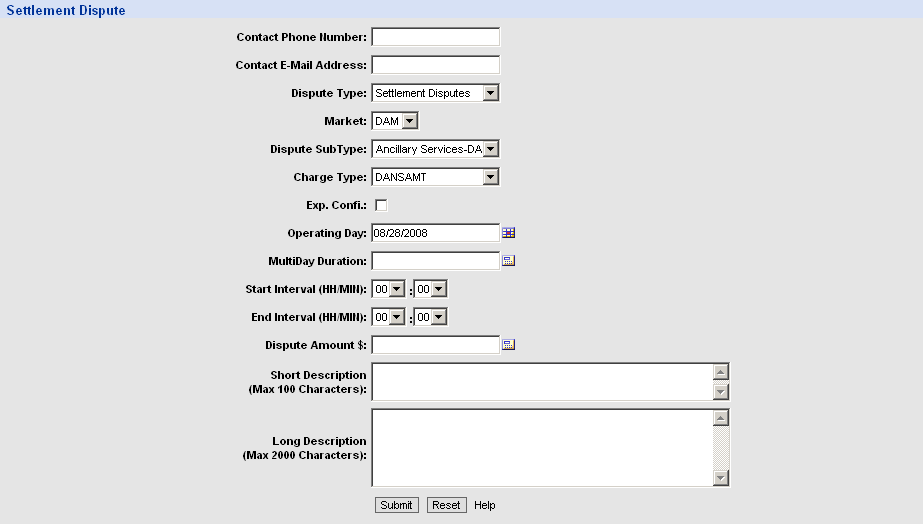 Settlement Dispute
Contact Phone Number:
Contact E-Mail Address:
Dispute Type: Settlement Disputes
Market: DAM
Dispute SubType: Ancillary Services-DA
Charge Type: DANSAMT
Exp. Confi.:
Operating Day: 08/28/2008
MultiDay Duration:
Start Interval (HH/MIN): 00 : 00
End Interval (HH/MIN): 00 : 00
Dispute Amount $:
Short Description
(Max 100 Characters):
Long Description
(Max 2000 Characters):
Submit Reset Help